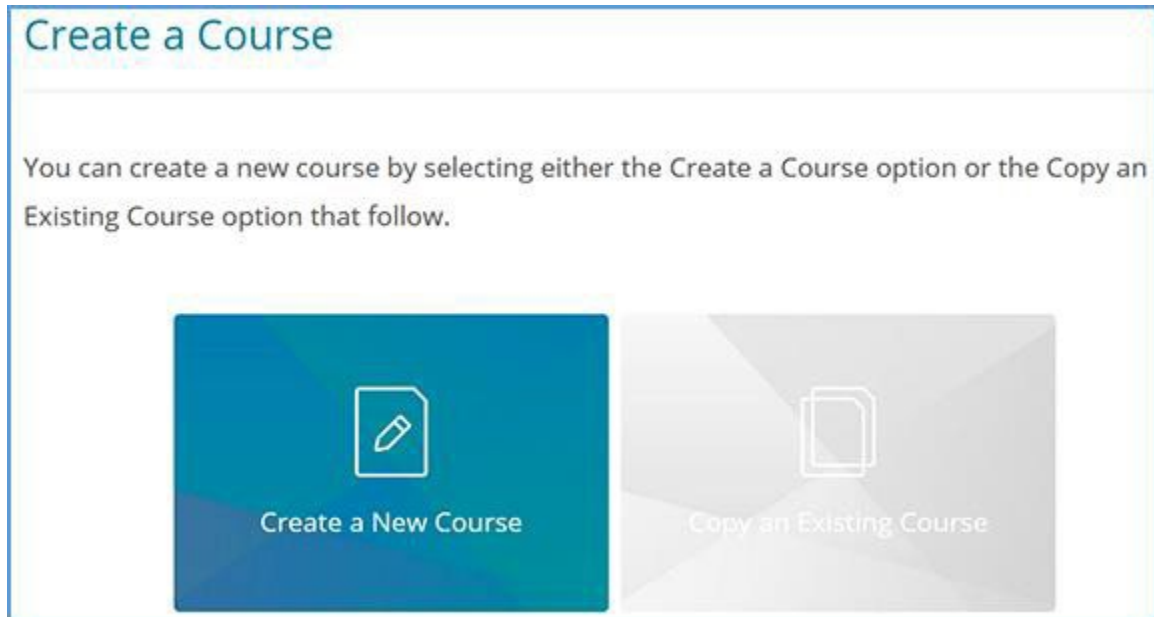 Create a Course
You can create a new course by selecting either the Create a Course option or the Copy an
Existing Course option that follow.
Create a New Course
Copy an Existing Course